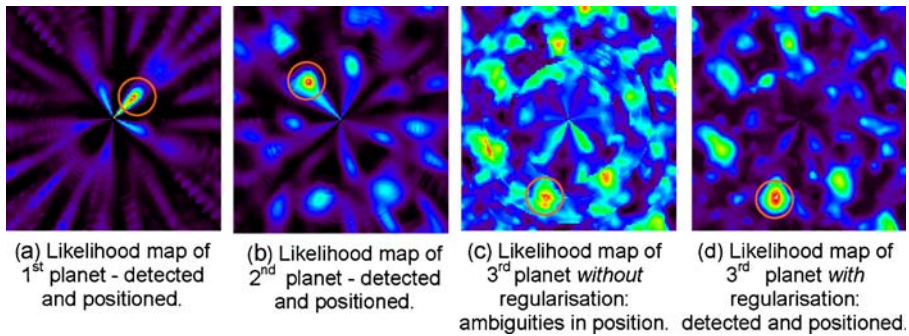 (a) Likelihood map of
1st planet - detected
and positioned.
(b) Likelihood map of
2nd planet - detected
and positioned.
(c) Likelihood map of
3rd planet without
regularisation:
ambiguities in position.
(d) Likelihood map of
3rd planet with
regularisation:
detected and positioned.